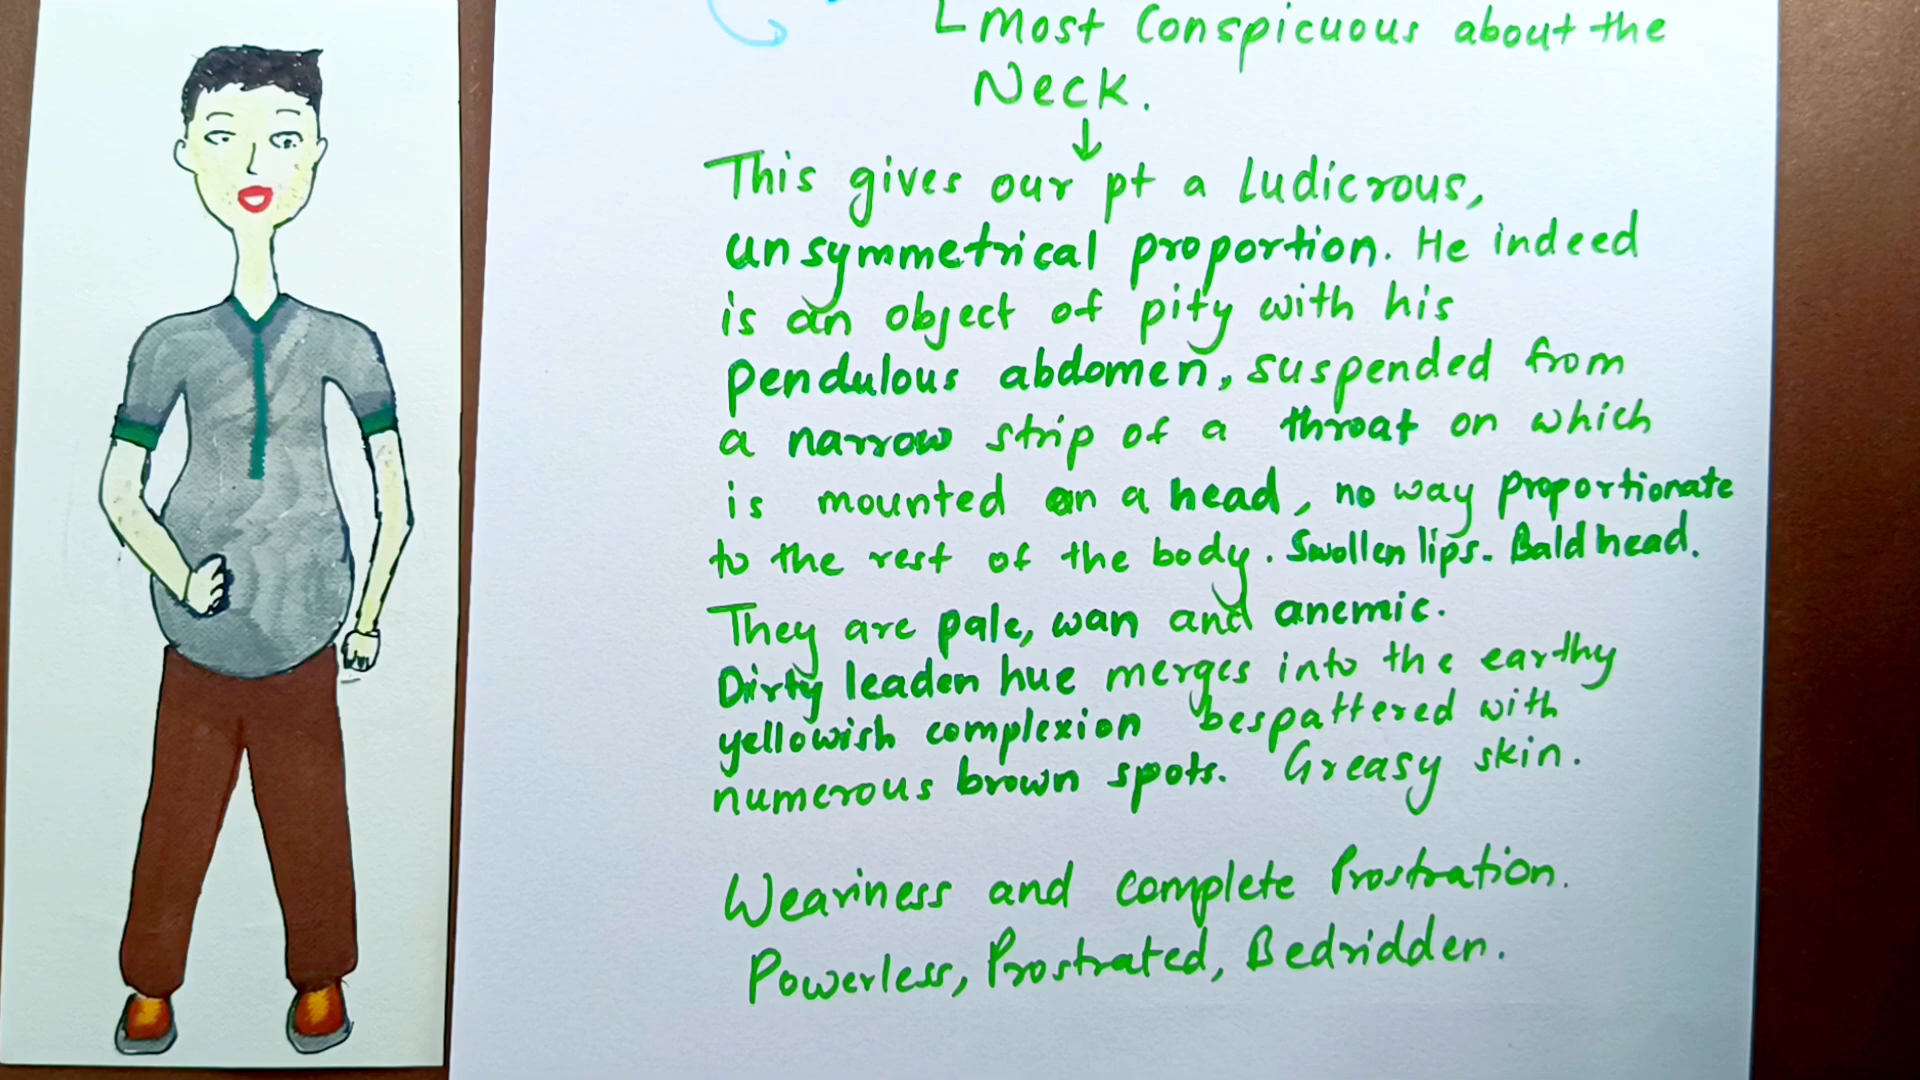 Most Conspicuous about the
Neck.
This gives our pt a Ludicrous,
unsymmetrical proportion. He indeed
is an object of pity with his
pendulous abdomen, suspended from
a narrow strip of a throat on which
is mounted on a head, no way proportionate
to the rest of the body. Swollen lips. Bald head.
They are pale, wan and anemic.
Dirty leaden hue merges into the earthy
yellowish complexion bespattered with
numerous brown spots. Greasy skin.
Weariness and complete Prostration.
Powerless, Prostrated, Bedridden.